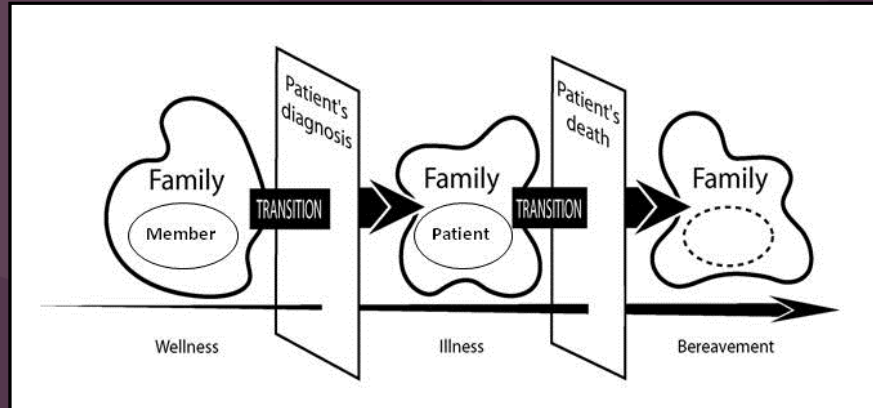 Patient's
diagnosis
Patient's
death
Family
Member
TRANSITION
Family
Patient
TRANSITION
Family
Wellness
Illness
Bereavement